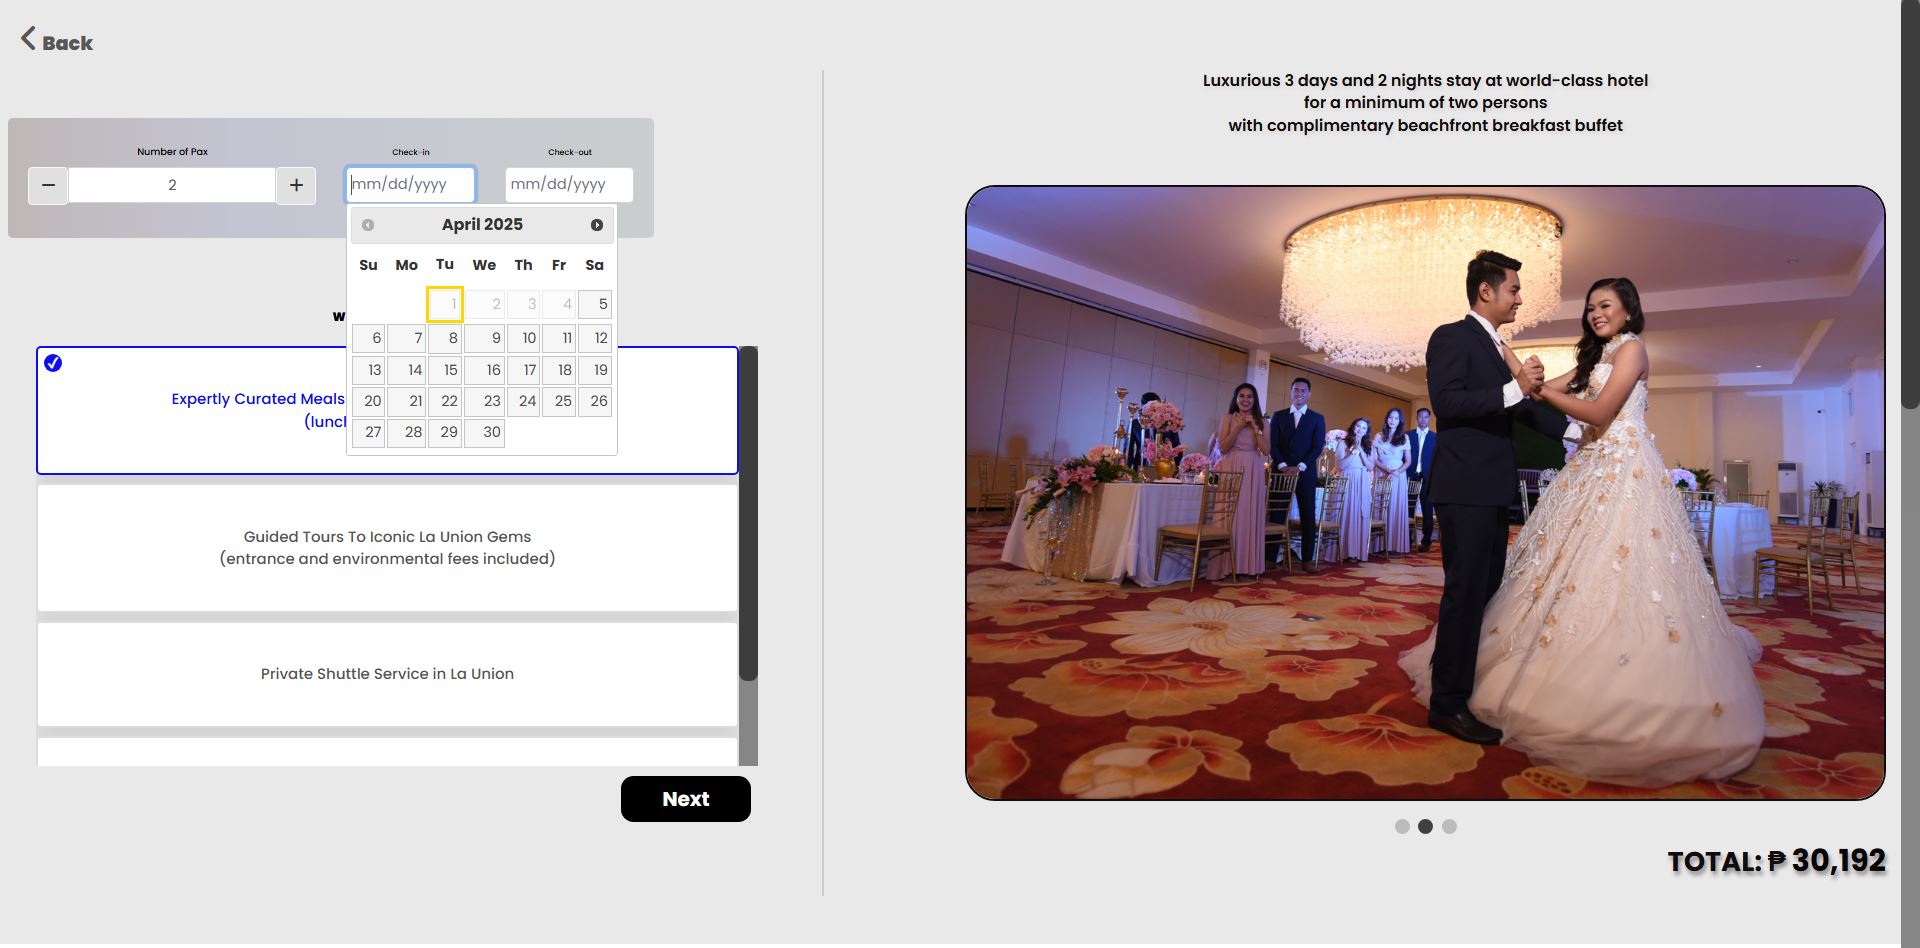 Back
Number of Pax
Check-in
Check-out
2
mm/dd/yyyy
mm/dd/yyyy
April 2025
Su Mo Tu We Th Fr Sa
1 2 3 4 5
6 7 8 9 10 11 12
13 14 15 16 17 18 19
20 21 22 23 24 25 26
27 28 29 30
Expertly Curated Meals
Guided Tours To Iconic La Union Gems
(entrance and environmental fees included)
Private Shuttle Service in La Union
Next
Luxurious 3 days and 2 nights stay at world-class hotel
for a minimum of two persons
with complimentary beachfront breakfast buffet
TOTAL: ₱ 30,192